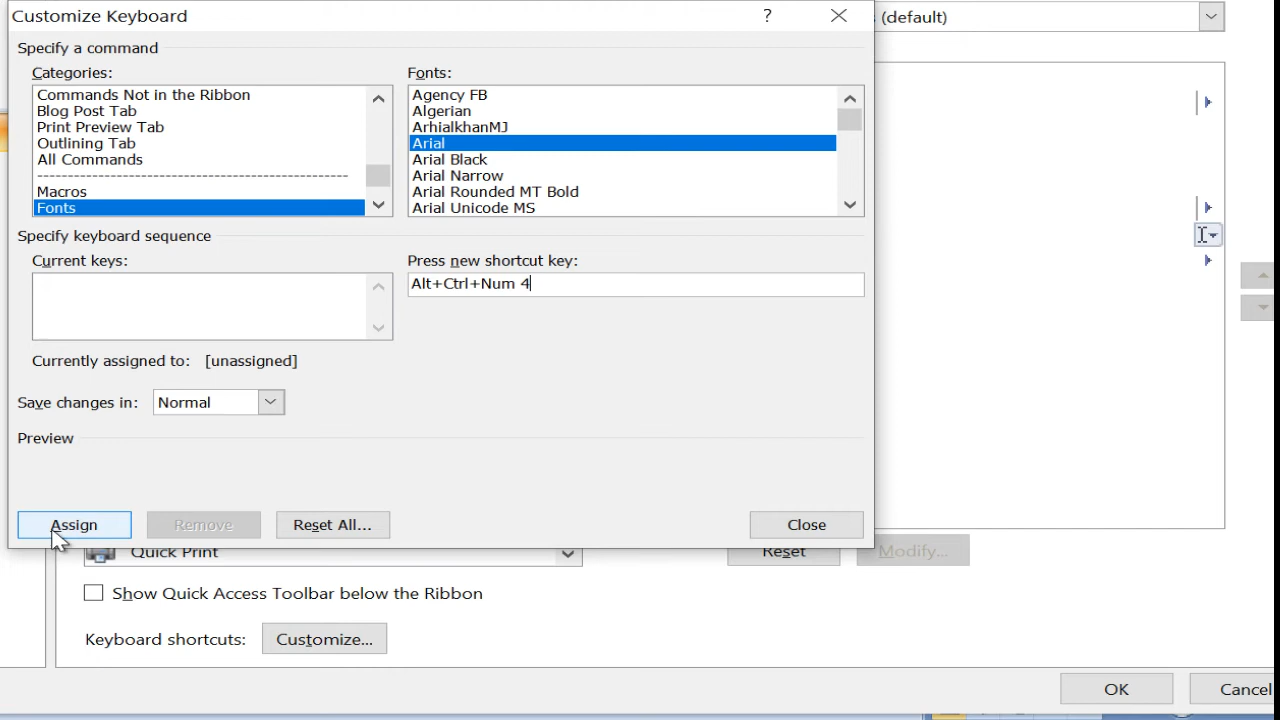 Customize Keyboard
?
s (default)
Specify a command
Categories:
Commands Not in the Ribbon
Blog Post Tab
Print Preview Tab
Outlining Tab
All Commands
--------------------------------------------------
Macros
Fonts
Fonts:
Agency FB
Algerian
ArhialkhanMJ
Arial
Arial Black
Arial Narrow
Arial Rounded MT Bold
Arial Unicode MS
Specify keyboard sequence
Current keys:
Press new shortcut key:
Alt+Ctrl+Num 4
Currently assigned to: [unassigned]
Save changes in: Normal
Preview
Assign
Remove
Reset All...
Close
Quick Print
Reset
Modify...
Show Quick Access Toolbar below the Ribbon
Keyboard shortcuts: Customize...
OK
Cancel